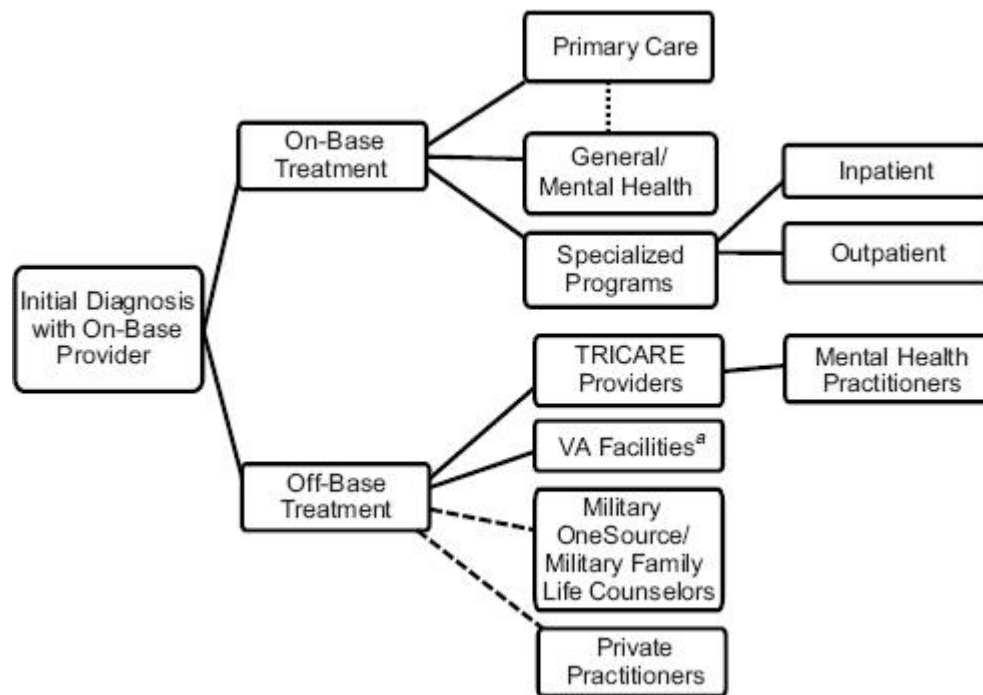 Primary Care
On-Base
Treatment
General/
Mental Health
Inpatient
Specialized
Programs
Outpatient
Initial Diagnosis
with On-Base
Provider
TRICARE
Providers
Mental Health
Practitioners
VA Facilitiesa
Off-Base
Treatment
Military
OneSource/
Military Family
Life Counselors
Private
Practitioners